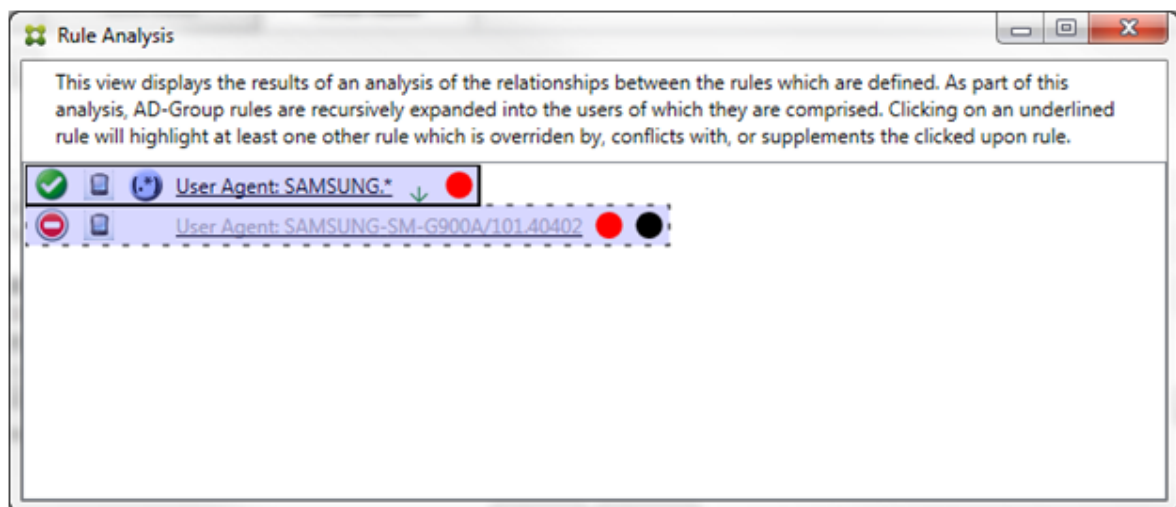 Rule Analysis
This view displays the results of an analysis of the relationships between the rules which are defined. As part of this
analysis, AD-Group rules are recursively expanded into the users of which they are comprised. Clicking on an underlined
rule will highlight at least one other rule which is overriden by, conflicts with, or supplements the clicked upon rule.
(.*) User Agent: SAMSUNG.*
User Agent: SAMSUNG-SM-G900A/101.40402